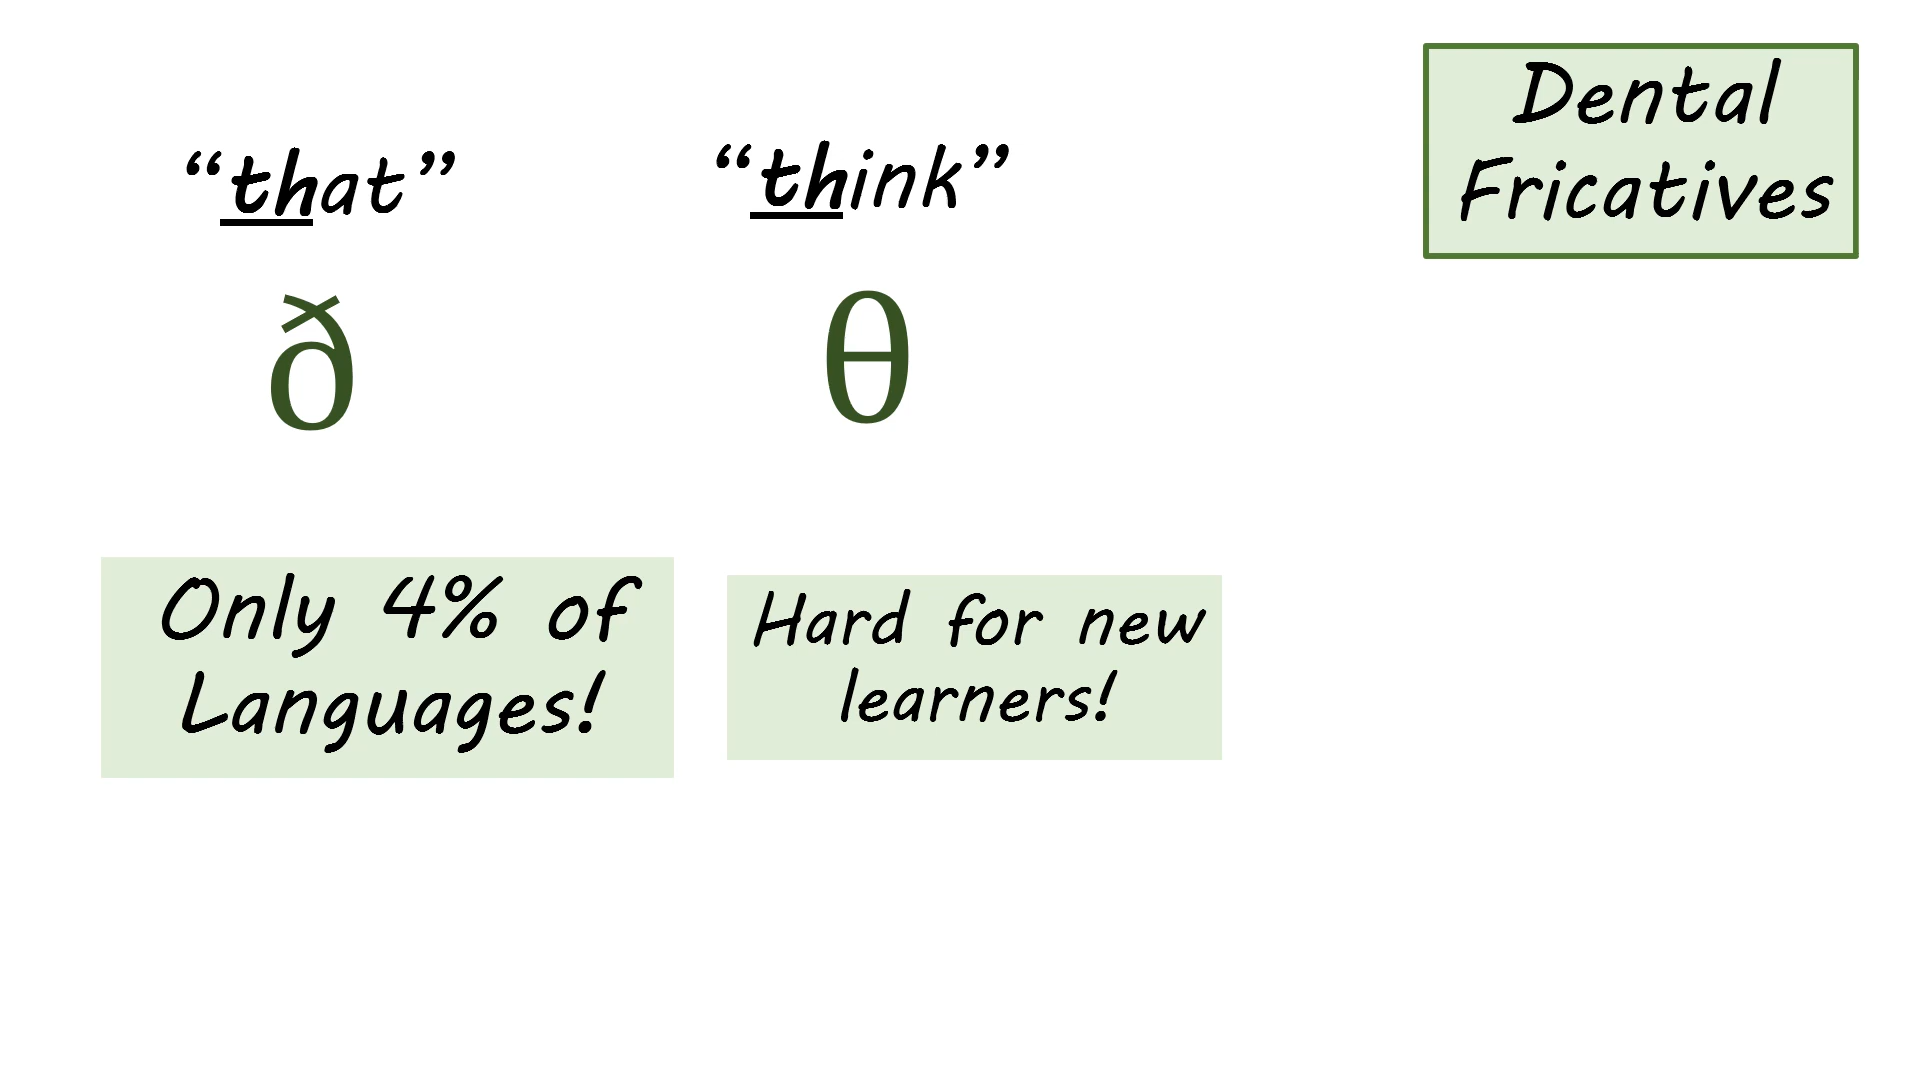 Dental
Fricatives
“that”
“think”
ð
θ
Only 4% of
Languages!
Hard for new
learners!